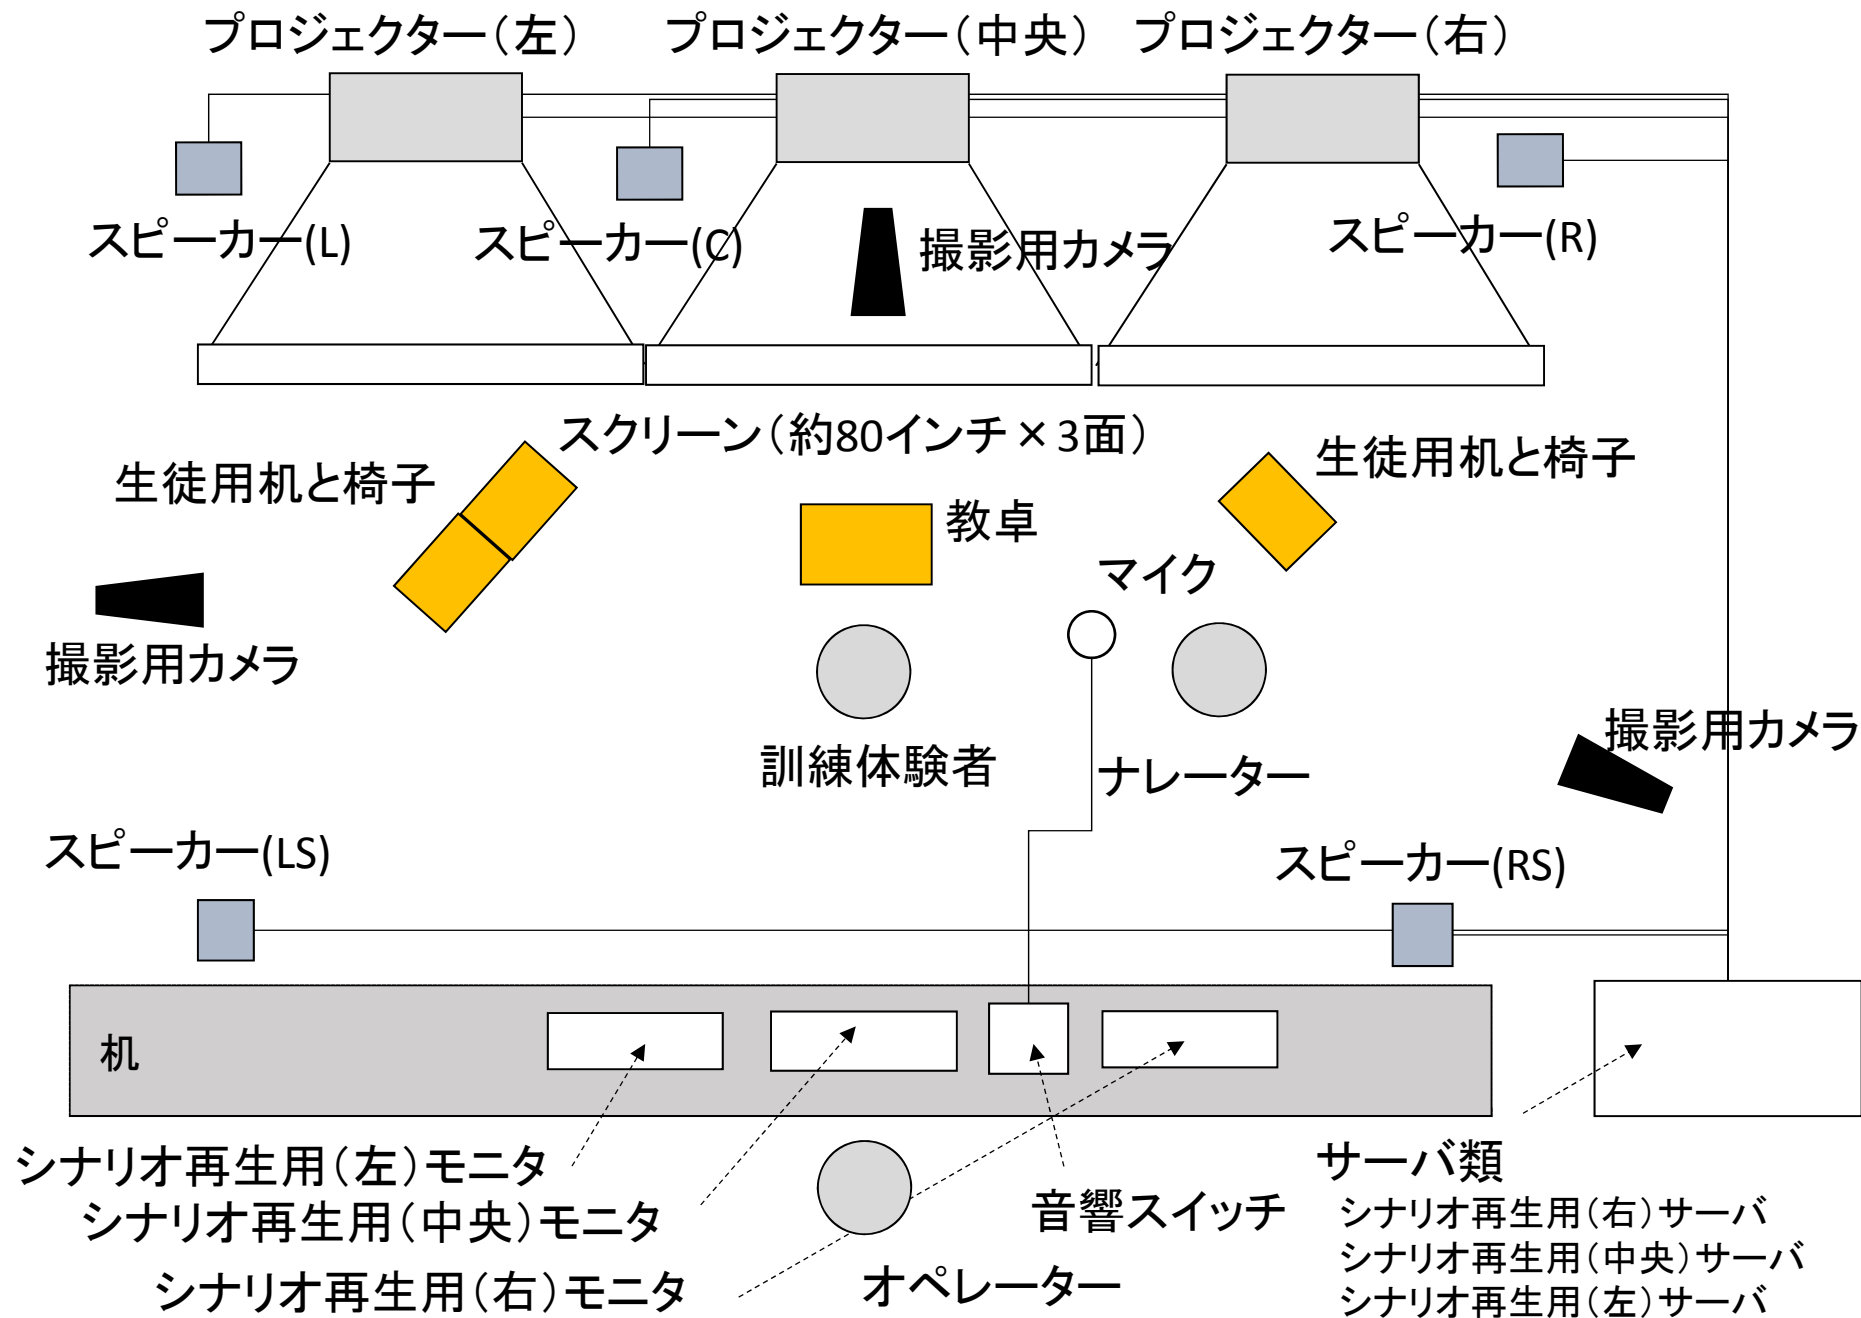 プロジェクター（左）
プロジェクター（中央）
プロジェクター（右）
スピーカー(L)
スピーカー(C)
撮影用カメラ
スピーカー(R)
スクリーン（約80インチ×3面）
生徒用机と椅子
生徒用机と椅子
教卓
マイク
撮影用カメラ
撮影用カメラ
訓練体験者
ナレーター
スピーカー(LS)
スピーカー(RS)
机
シナリオ再生用（左）モニタ
シナリオ再生用（中央）モニタ
シナリオ再生用（右）モニタ
音響スイッチ
オペレーター
サーバ類
シナリオ再生用（右）サーバ
シナリオ再生用（中央）サーバ
シナリオ再生用（左）サーバ